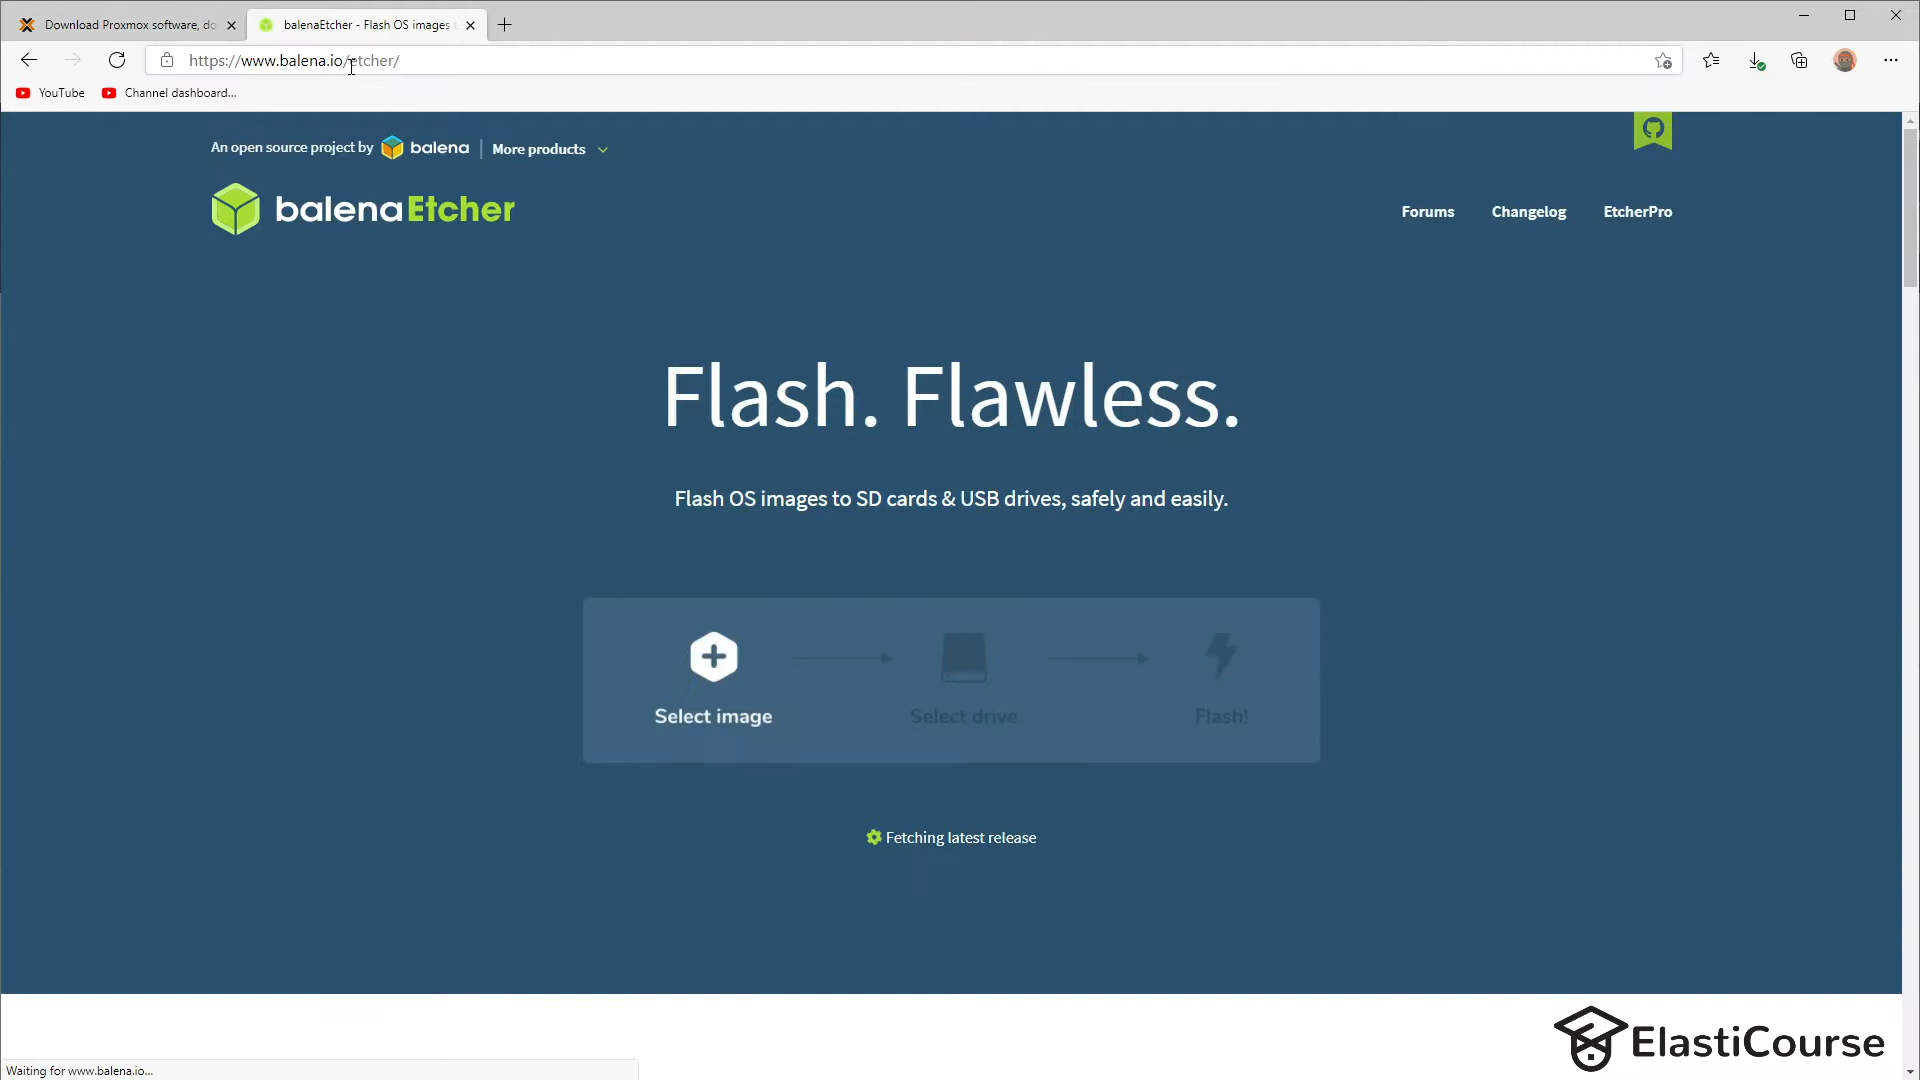 Download Proxmox software, do
balenaEtcher - Flash OS images
https://www.balena.io/etcher/
YouTube
Channel dashboard...
An open source project by balena | More products
balenaEtcher
Forums
Changelog
EtcherPro
Flash. Flawless.
Flash OS images to SD cards & USB drives, safely and easily.
Select image
Select drive
Flash!
Fetching latest release
ElastiCourse
Waiting for www.balena.io...